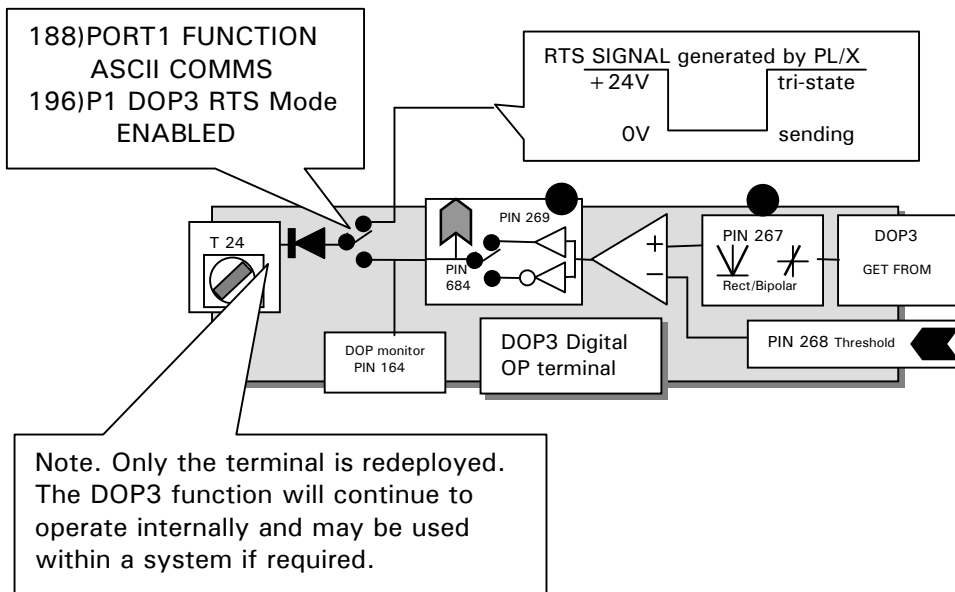 188)PORT1 FUNCTION
ASCII COMMS
196)P1 DOP3 RTS Mode
ENABLED
RTS SIGNAL generated by PL/X
+24V
tri-state
0V
sending
T 24
PIN 269
PIN
684
PIN 267
Rect/Bipolar
DOP3
GET FROM
DOP monitor
PIN 164
DOP3 Digital
OP terminal
PIN 268 Threshold
Note. Only the terminal is redeployed.
The DOP3 function will continue to
operate internally and may be used
within a system if required.